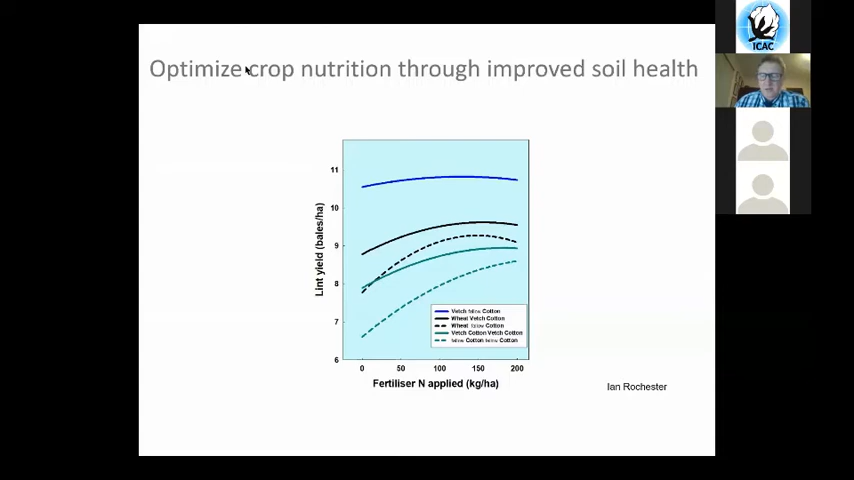 ICAC
Optimize crop nutrition through improved soil health
11
10
9
8
7
6
Lint yield (bales/ha)
Vetch fallow Cotton
Wheat Vetch Cotton
Wheat fallow Cotton
Vetch Cotton Vetch Cotton
fallow Cotton fallow Cotton
0 50 100 150 200
Fertiliser N applied (kg/ha)
Ian Rochester